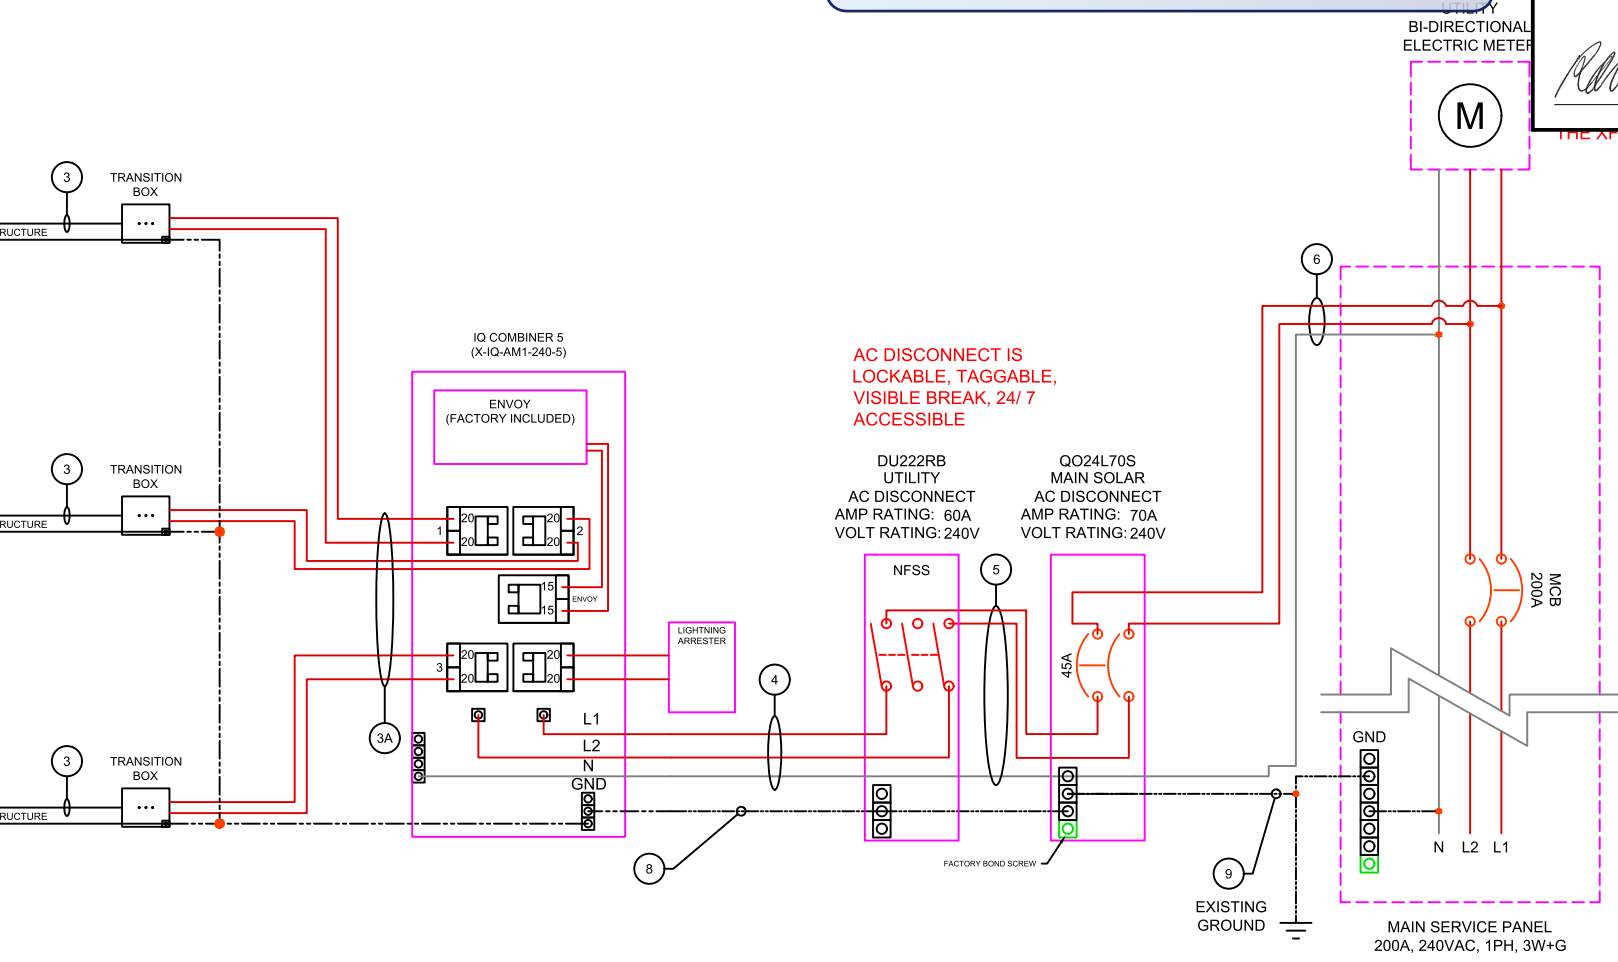 UTILITY
BI-DIRECTIONAL
ELECTRIC METER
M
THE XF
3
TRANSITION
BOX
...
RUCTURE
6
IQ COMBINER 5
(X-IQ-AM1-240-5)
ENVOY
(FACTORY INCLUDED)
AC DISCONNECT IS
LOCKABLE, TAGGABLE,
VISIBLE BREAK, 24/ 7
ACCESSIBLE
3
TRANSITION
BOX
...
RUCTURE
DU222RB
UTILITY
AC DISCONNECT
AMP RATING: 60A
VOLT RATING: 240V
QO24L70S
MAIN SOLAR
AC DISCONNECT
AMP RATING: 70A
VOLT RATING: 240V
20
20
1
20
20
2
15
15
ENVOY
NFSS
5
MCB
200A
LIGHTNING
ARRESTER
20
20
3
20
20
45A
4
3A
L1
L2
N
GND
3
TRANSITION
BOX
...
RUCTURE
GND
8
FACTORY BOND SCREW
9
EXISTING
GROUND
N L2 L1
MAIN SERVICE PANEL
200A, 240VAC, 1PH, 3W+G